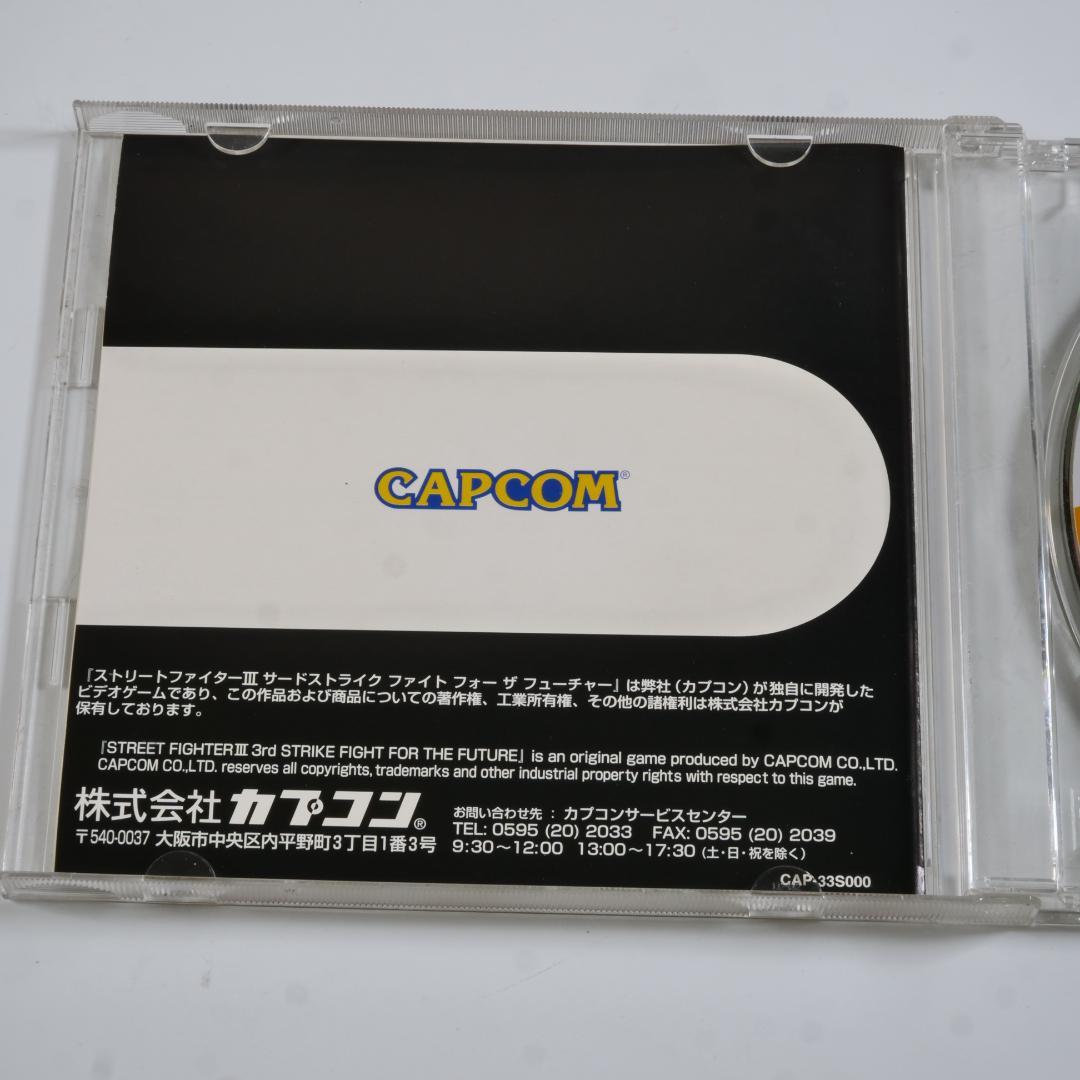 CAPCOM®
『ストリートファイターⅢ サードストライク ファイト フォー ザ フューチャー』は弊社（カプコン）が独自に開発した
ビデオゲームであり、この作品および商品についての著作権、工業所有権、その他の諸権利は株式会社カプコンが
保有しております。
『STREET FIGHTERⅢ 3rd STRIKE FIGHT FOR THE FUTURE』 is an original game produced by CAPCOM CO.,LTD.
CAPCOM CO.,LTD. reserves all copyrights, trademarks and other industrial property rights with respect to this game.
株式会社カプコン®
〒540-0037 大阪市中央区内平野町3丁目1番3号
お問い合わせ先 : カプコンサービスセンター
TEL: 0595 (20) 2033 FAX: 0595 (20) 2039
9:30〜12:00 13:00〜17:30 (土・日・祝を除く)
CAP-33S000